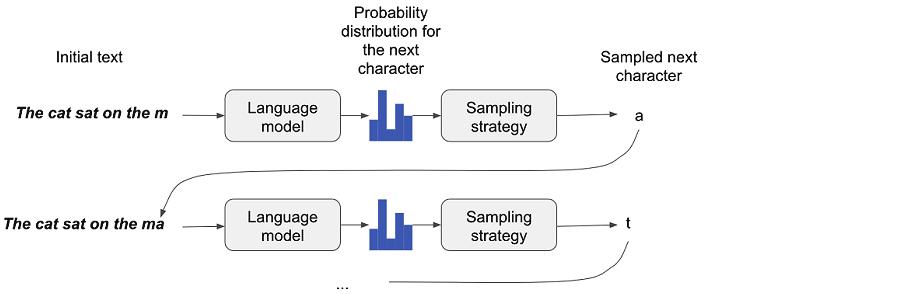 Probability
distribution for
the next
character
Initial text
Sampled next
character
The cat sat on the m
Language
model
Sampling
strategy
a
The cat sat on the ma
Language
model
Sampling
strategy
t
...